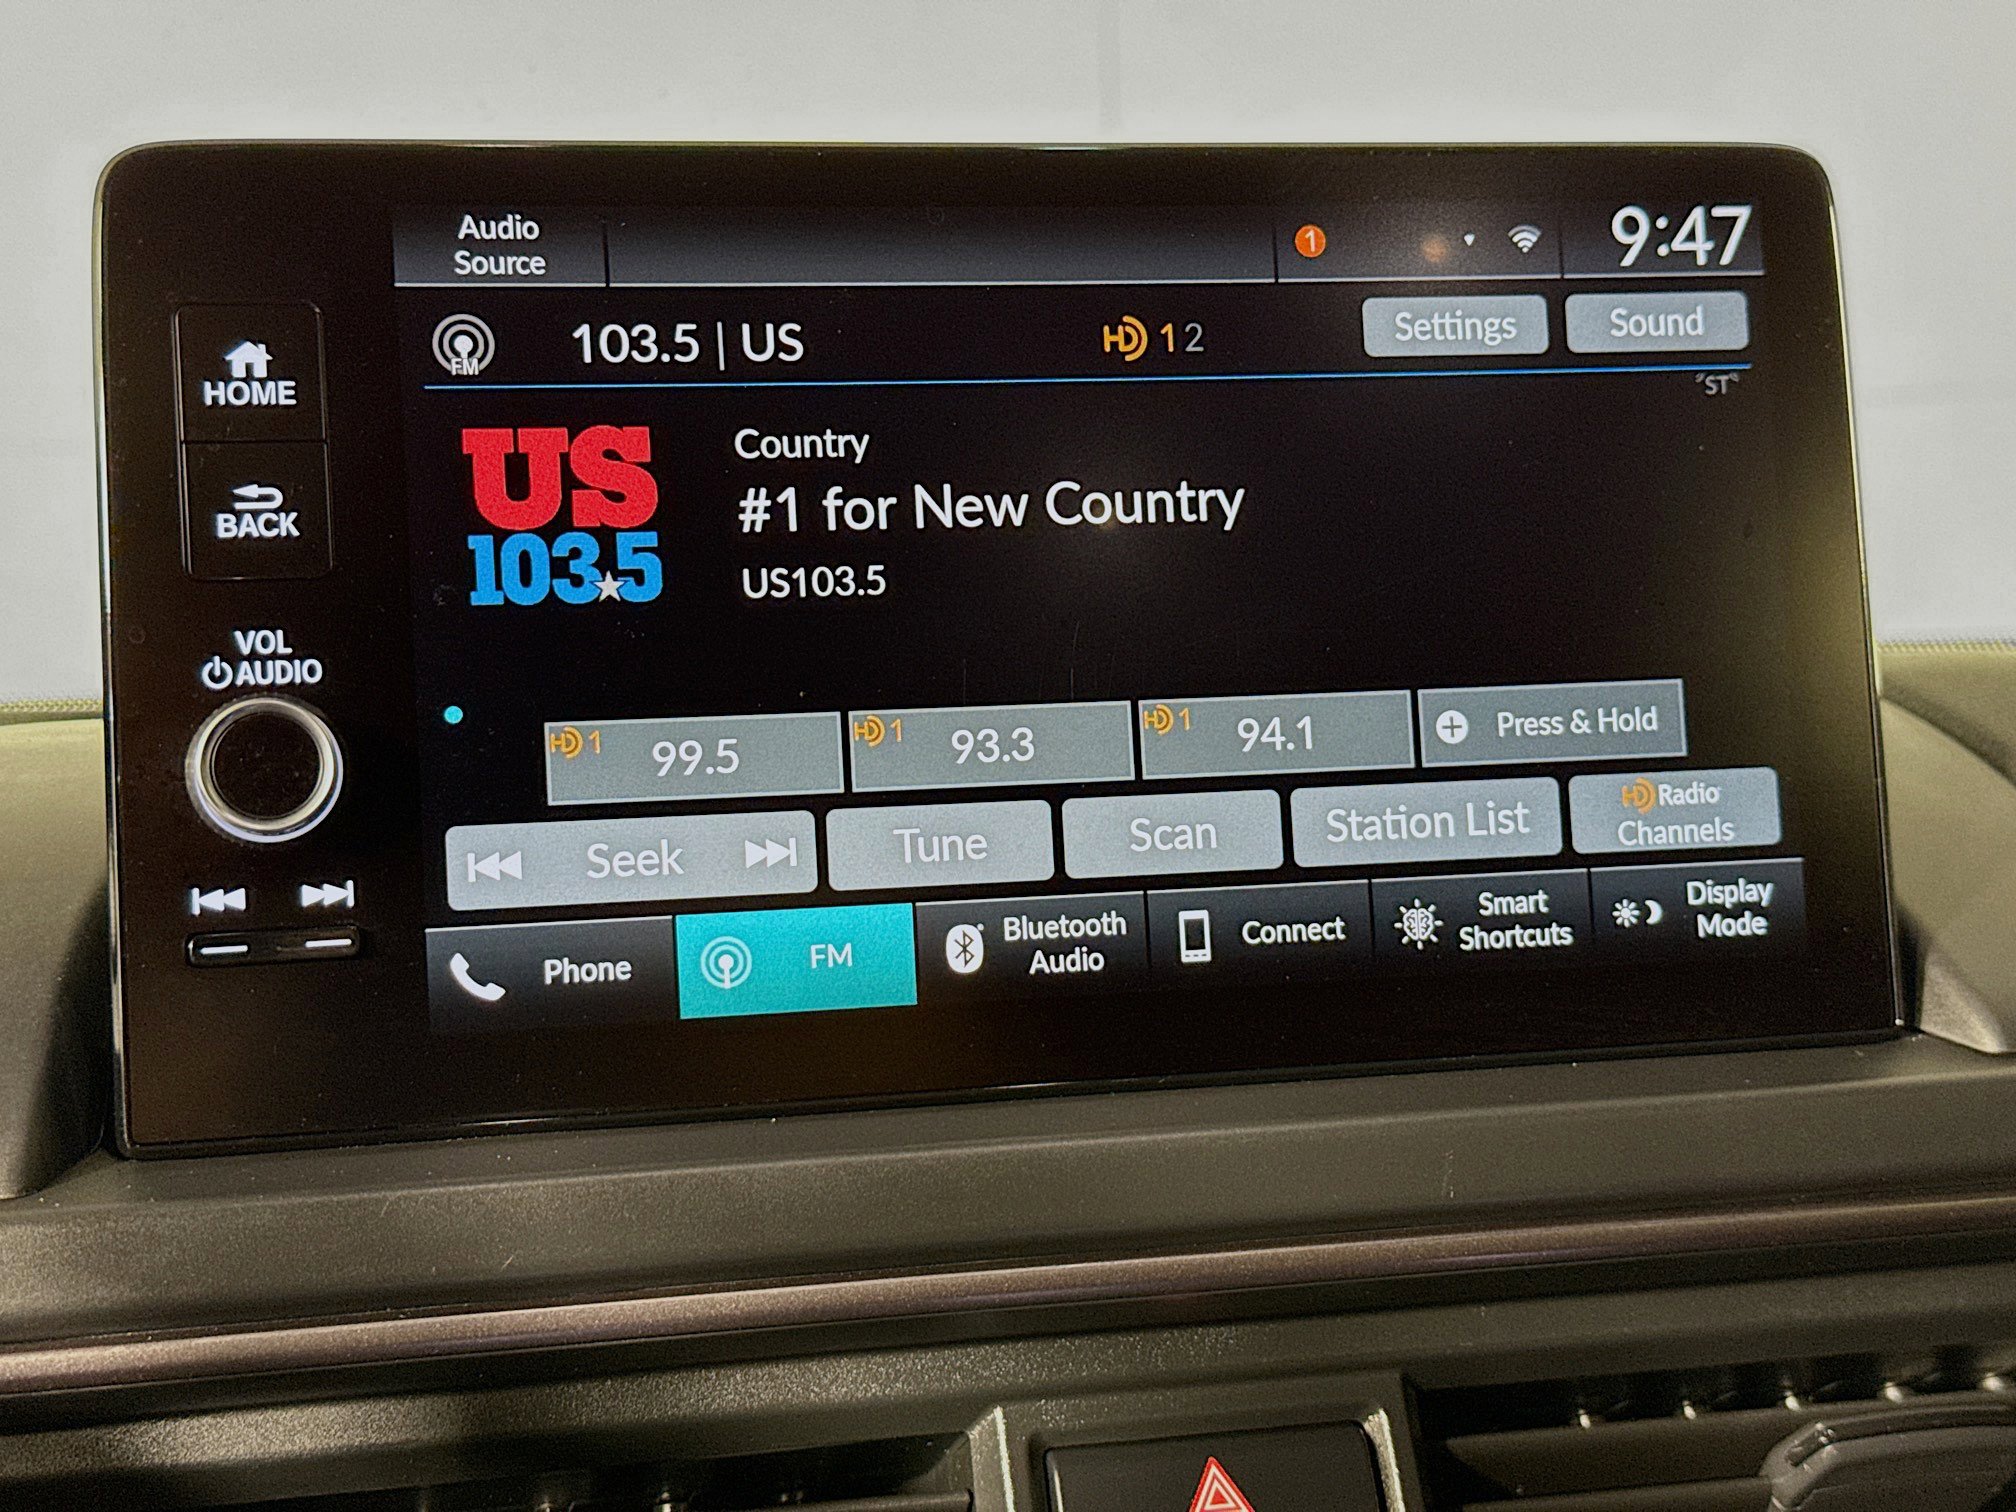 Audio
Source
1
9:47
FM
103.5 | US
HD 1 2
Settings
Sound
"ST"
HOME
BACK
VOL
AUDIO
US
103.5
Country
#1 for New Country
US103.5
HD 1
99.5
HD 1
93.3
HD 1
94.1
Press & Hold
Seek
Tune
Scan
Station List
HD Radio
Channels
Phone
FM
Bluetooth
Audio
Connect
Smart
Shortcuts
Display
Mode